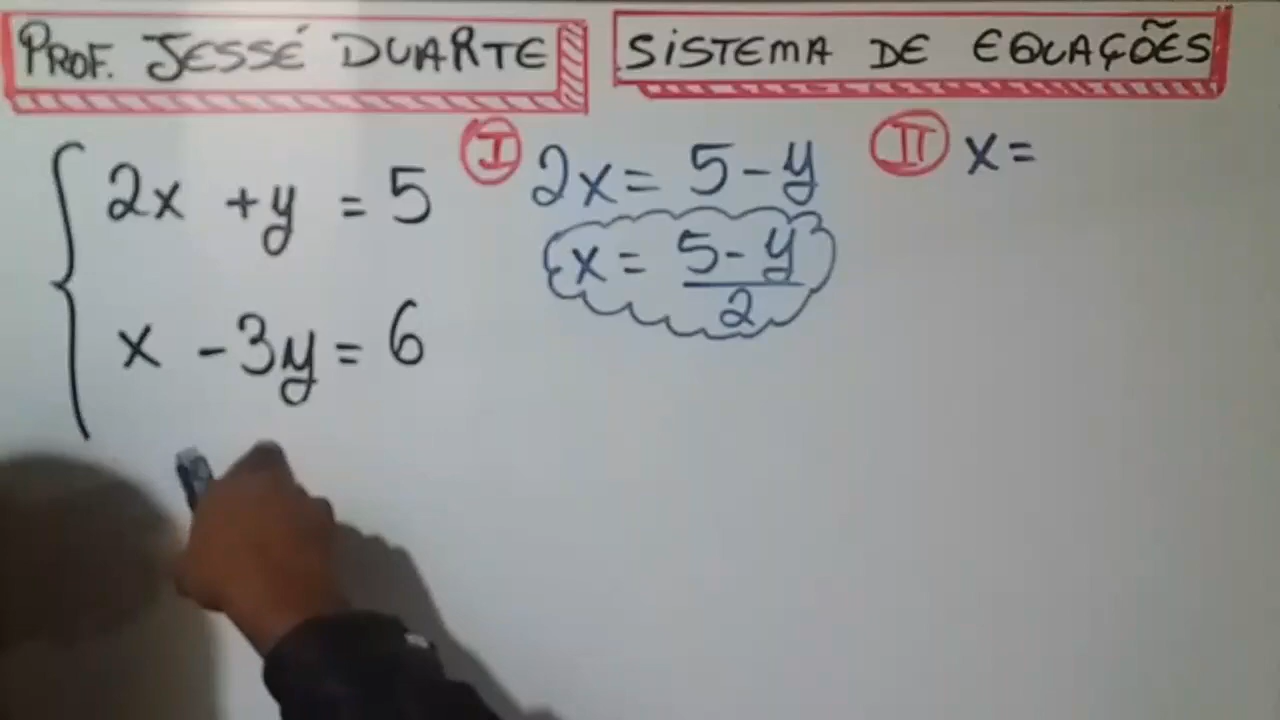 PROF. JESSÉ DUARTE
SISTEMA DE EQUAÇÕES
2x + y = 5
x - 3y = 6
I 2x = 5 - y
x = 5 - y
2
II x =